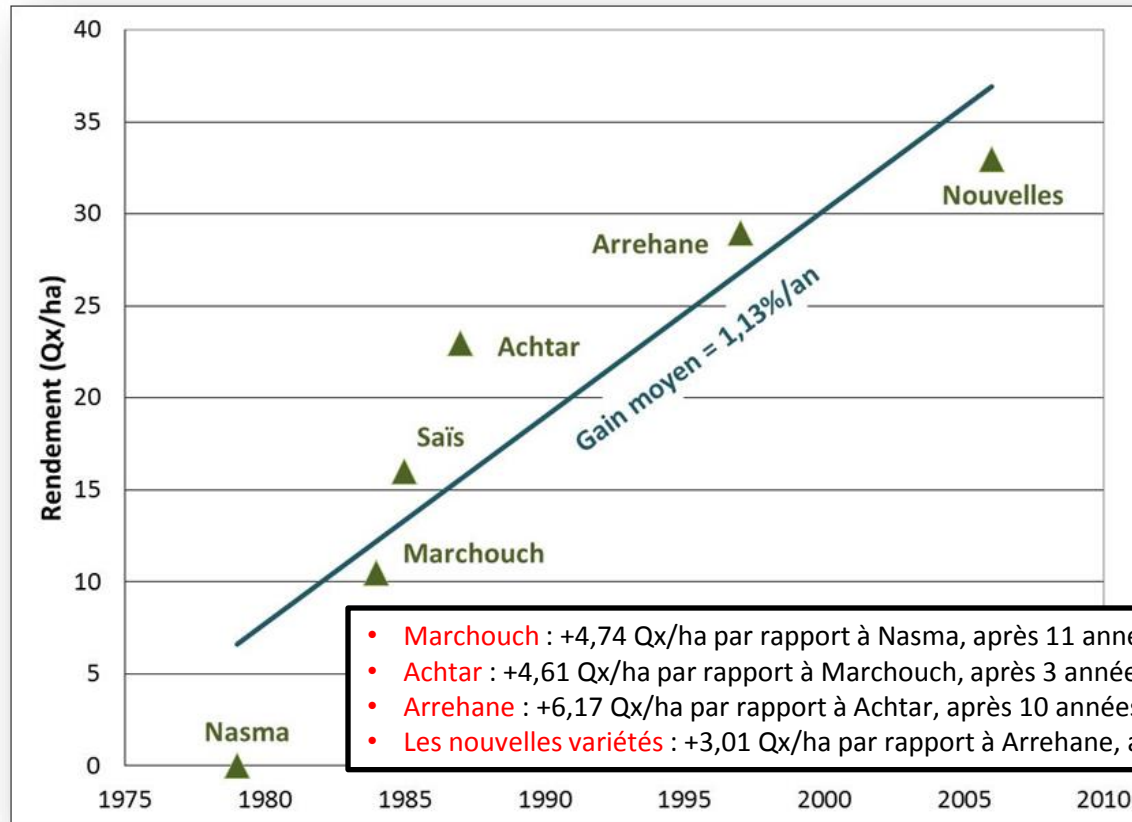 40
35
30
25
20
15
10
5
0
Rendement (Qx/ha)
Nouvelles
Arrehane
Gain moyen = 1,13%/an
Achtar
Saïs
Marchouch
Nasma
• Marchouch : +4,74 Qx/ha par rapport à Nasma, après 11 anné
• Achtar : +4,61 Qx/ha par rapport à Marchouch, après 3 année
• Arrehane : +6,17 Qx/ha par rapport à Achtar, après 10 années
• Les nouvelles variétés : +3,01 Qx/ha par rapport à Arrehane, a
1975 1980 1985 1990 1995 2000 2005 2010